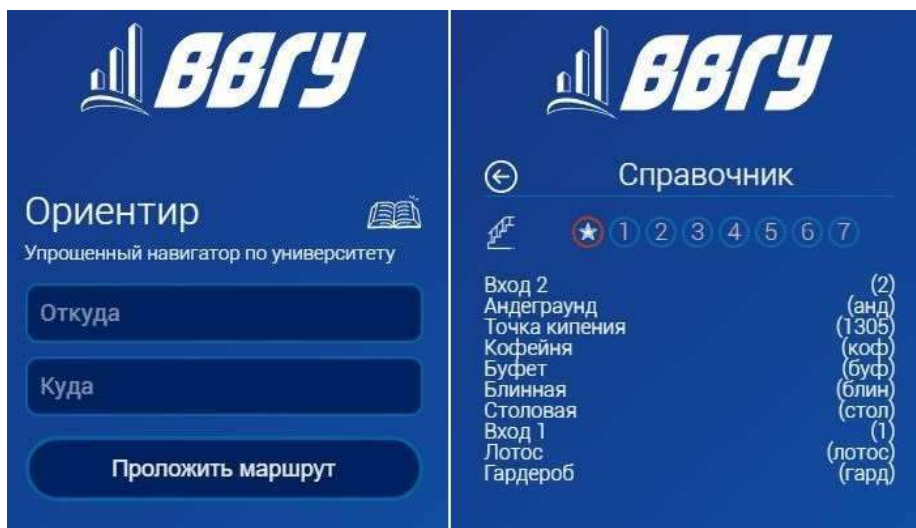 ВВГУ
Ориентир
Упрошенный навигатор по университету
Откуда
Куда
Проложить маршрут
ВВГУ
Справочник
1 2 3 4 5 6 7
Вход 2 (2)
Андеграунд (анд)
Точка кипения (1305)
Кофейня (коф)
Буфет (буф)
Блинная (блин)
Столовая (стол)
Вход 1 (1)
Лотос (лотос)
Гардероб (гард)